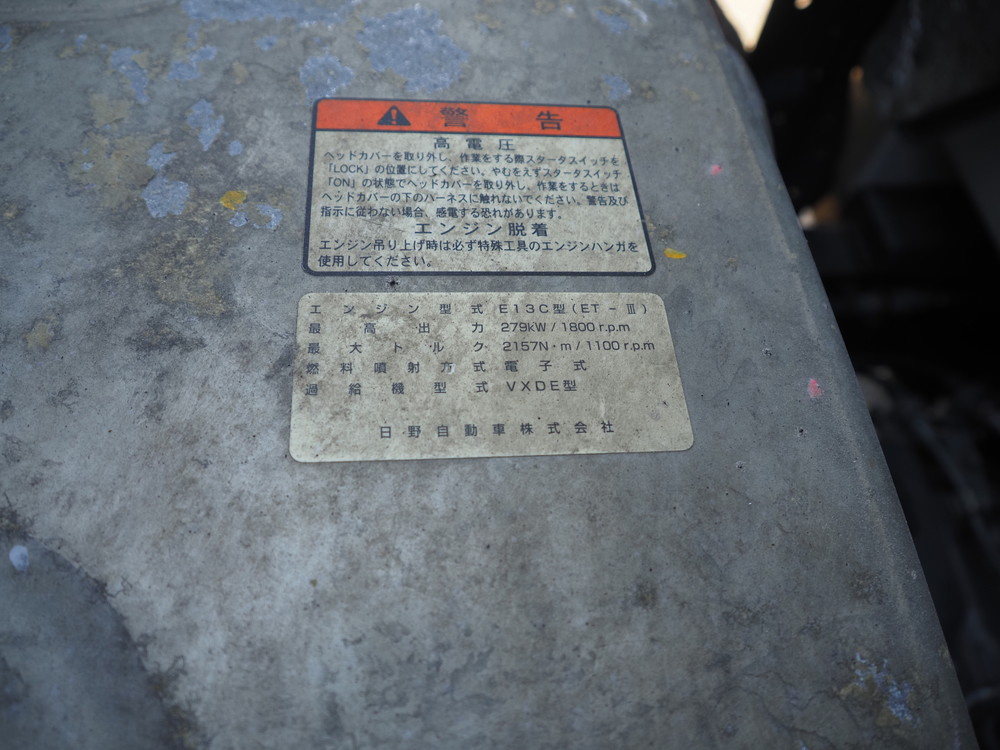 警告
高電圧
ヘッドカバーを取り外し、作業をする際スタータスイッチを
「LOCK」の位置にしてください。やむをえずスタータスイッチ
「ON」の状態でヘッドカバーを取り外し、作業をするときは
ヘッドカバーの下のハーネスに触れないでください。警告及び
指示に従わない場合、感電する恐れがあります。
エンジン脱着
エンジン吊り上げ時は必ず特殊工具のエンジンハンガを
使用してください。
エンジン型式 E13C型(ET-Ⅲ)
最高出力 279kW/1800r.p.m
最大トルク 2157N・m/1100r.p.m
燃料噴射方式 電子式
過給機型式 VXDE型
日野自動車株式会社